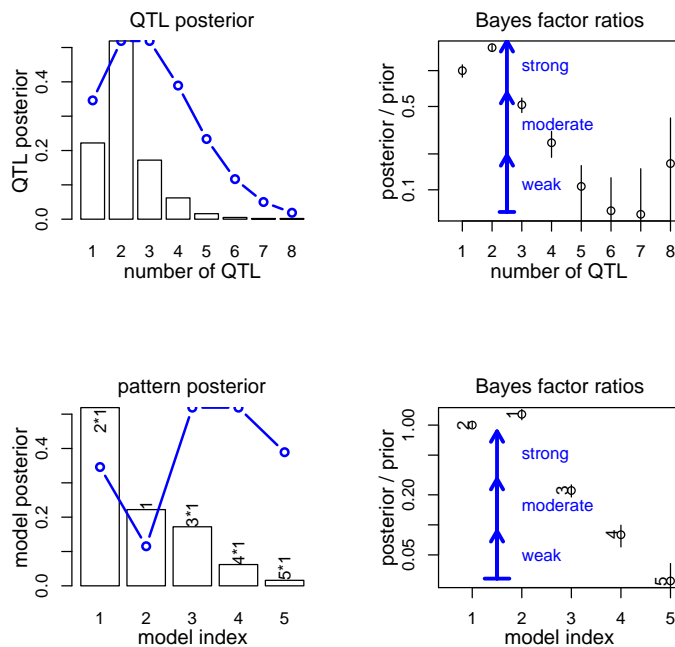 QTL posterior
QTL posterior
0.0 0.2 0.4
1 2 3 4 5 6 7 8
number of QTL
Bayes factor ratios
posterior / prior
0.1 0.5
strong
moderate
weak
1 2 3 4 5 6 7 8
number of QTL
pattern posterior
model posterior
0.0 0.2 0.4
2*1
1
3*1
4*1
5*1
1 2 3 4 5
model index
Bayes factor ratios
posterior / prior
0.05 0.20 1.00
2
1
3
4
5
strong
moderate
weak
1 2 3 4 5
model index